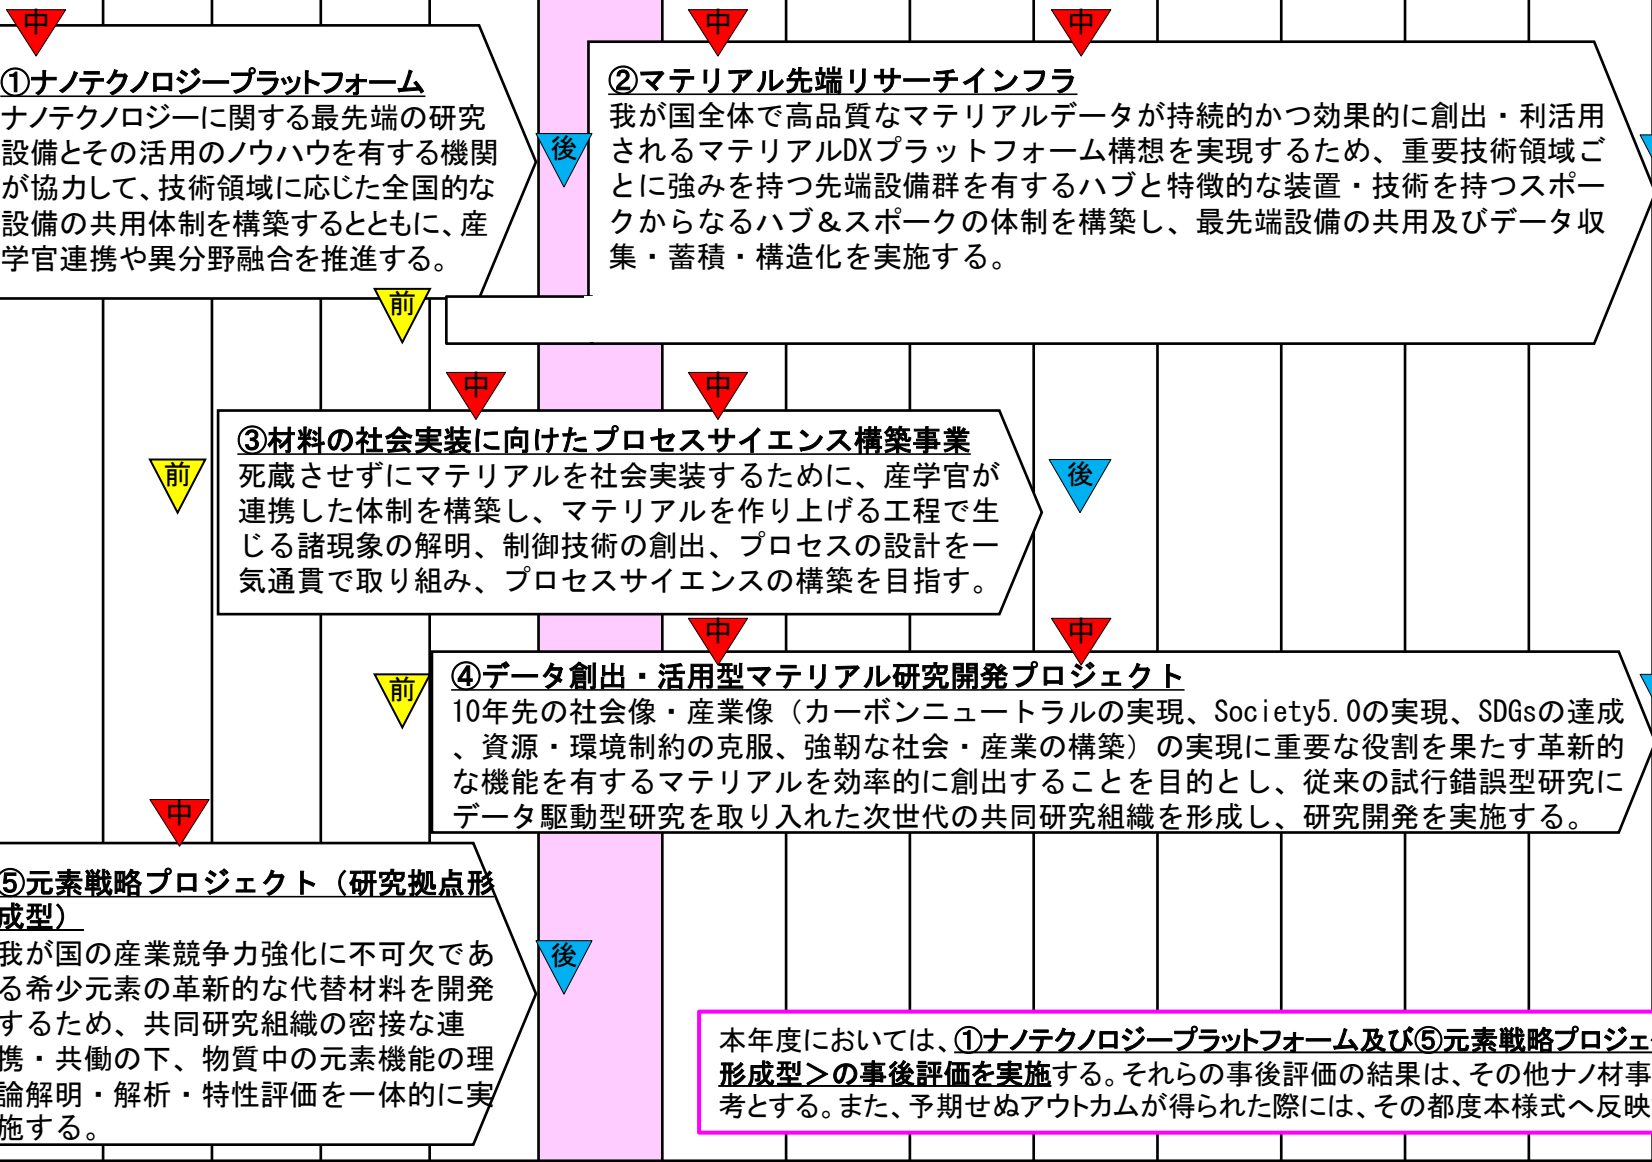 中
中
中
①ナノテクノロジープラットフォーム
ナノテクノロジーに関する最先端の研究
設備とその活用のノウハウを有する機関
が協力して、技術領域に応じた全国的な
設備の共用体制を構築するとともに、産
学官連携や異分野融合を推進する。
後
②マテリアル先端リサーチインフラ
我が国全体で高品質なマテリアルデータが持続的かつ効果的に創出・利活用
されるマテリアルDXプラットフォーム構想を実現するため、重要技術領域ご
とに強みを持つ先端設備群を有するハブと特徴的な装置・技術を持つスポー
クからなるハブ＆スポークの体制を構築し、最先端設備の共用及びデータ収
集・蓄積・構造化を実施する。
前
中
中
前
③材料の社会実装に向けたプロセスサイエンス構築事業
死蔵させずにマテリアルを社会実装するために、産学官が
連携した体制を構築し、マテリアルを作り上げる工程で生
じる諸現象の解明、制御技術の創出、プロセスの設計を一
気通貫で取り組み、プロセスサイエンスの構築を目指す。
後
中
中
前
④データ創出・活用型マテリアル研究開発プロジェクト
10年先の社会像・産業像（カーボンニュートラルの実現、Society5.0の実現、SDGsの達成
、資源・環境制約の克服、強靭な社会・産業の構築）の実現に重要な役割を果たす革新的
な機能を有するマテリアルを効率的に創出することを目的とし、従来の試行錯誤型研究に
データ駆動型研究を取り入れた次世代の共同研究組織を形成し、研究開発を実施する。
中
⑤元素戦略プロジェクト（研究拠点形
成型）
我が国の産業競争力強化に不可欠であ
る希少元素の革新的な代替材料を開発
するため、共同研究組織の密接な連
携・共働の下、物質中の元素機能の理
論解明・解析・特性評価を一体的に実
施する。
後
本年度においては、①ナノテクノロジープラットフォーム及び⑤元素戦略プロジェ
形成型＞の事後評価を実施する。それらの事後評価の結果は、その他ナノ材事
考とする。また、予期せぬアウトカムが得られた際には、その都度本様式へ反映